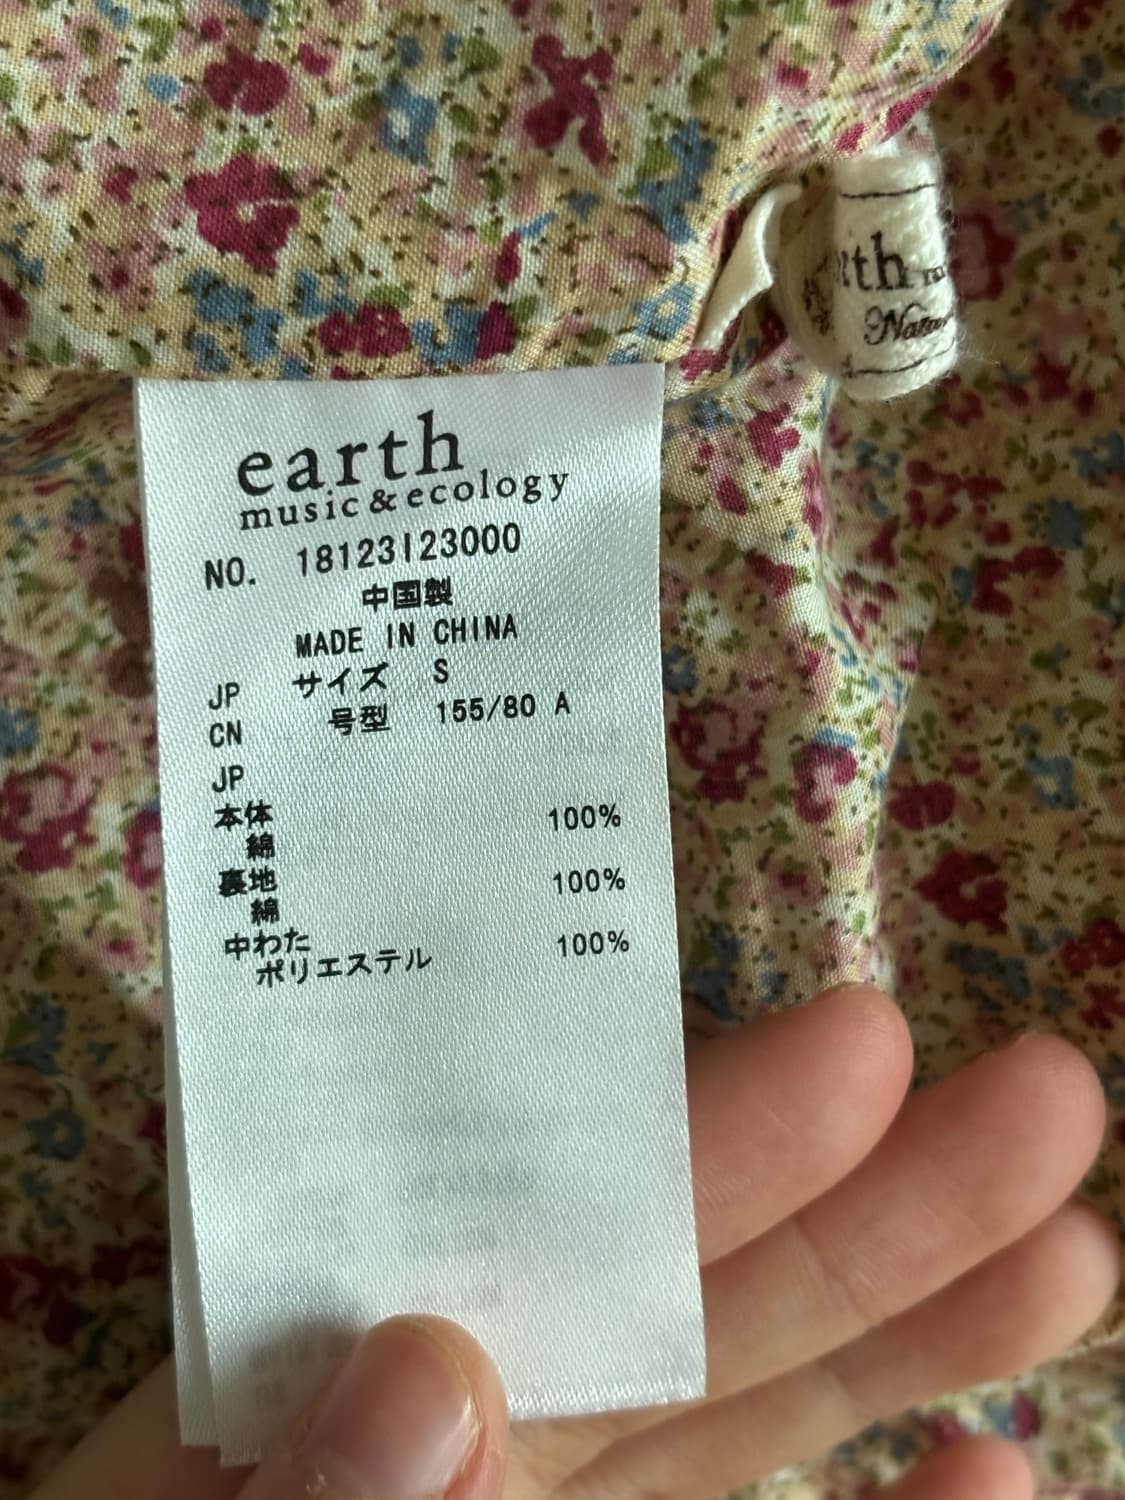 earth
music & ecology
NO. 18123123000
中国製
MADE IN CHINA
JP サイズ S
CN 号型 155/80 A
JP
本体
綿 100%
裏地
綿 100%
中わた
ポリエステル 100%